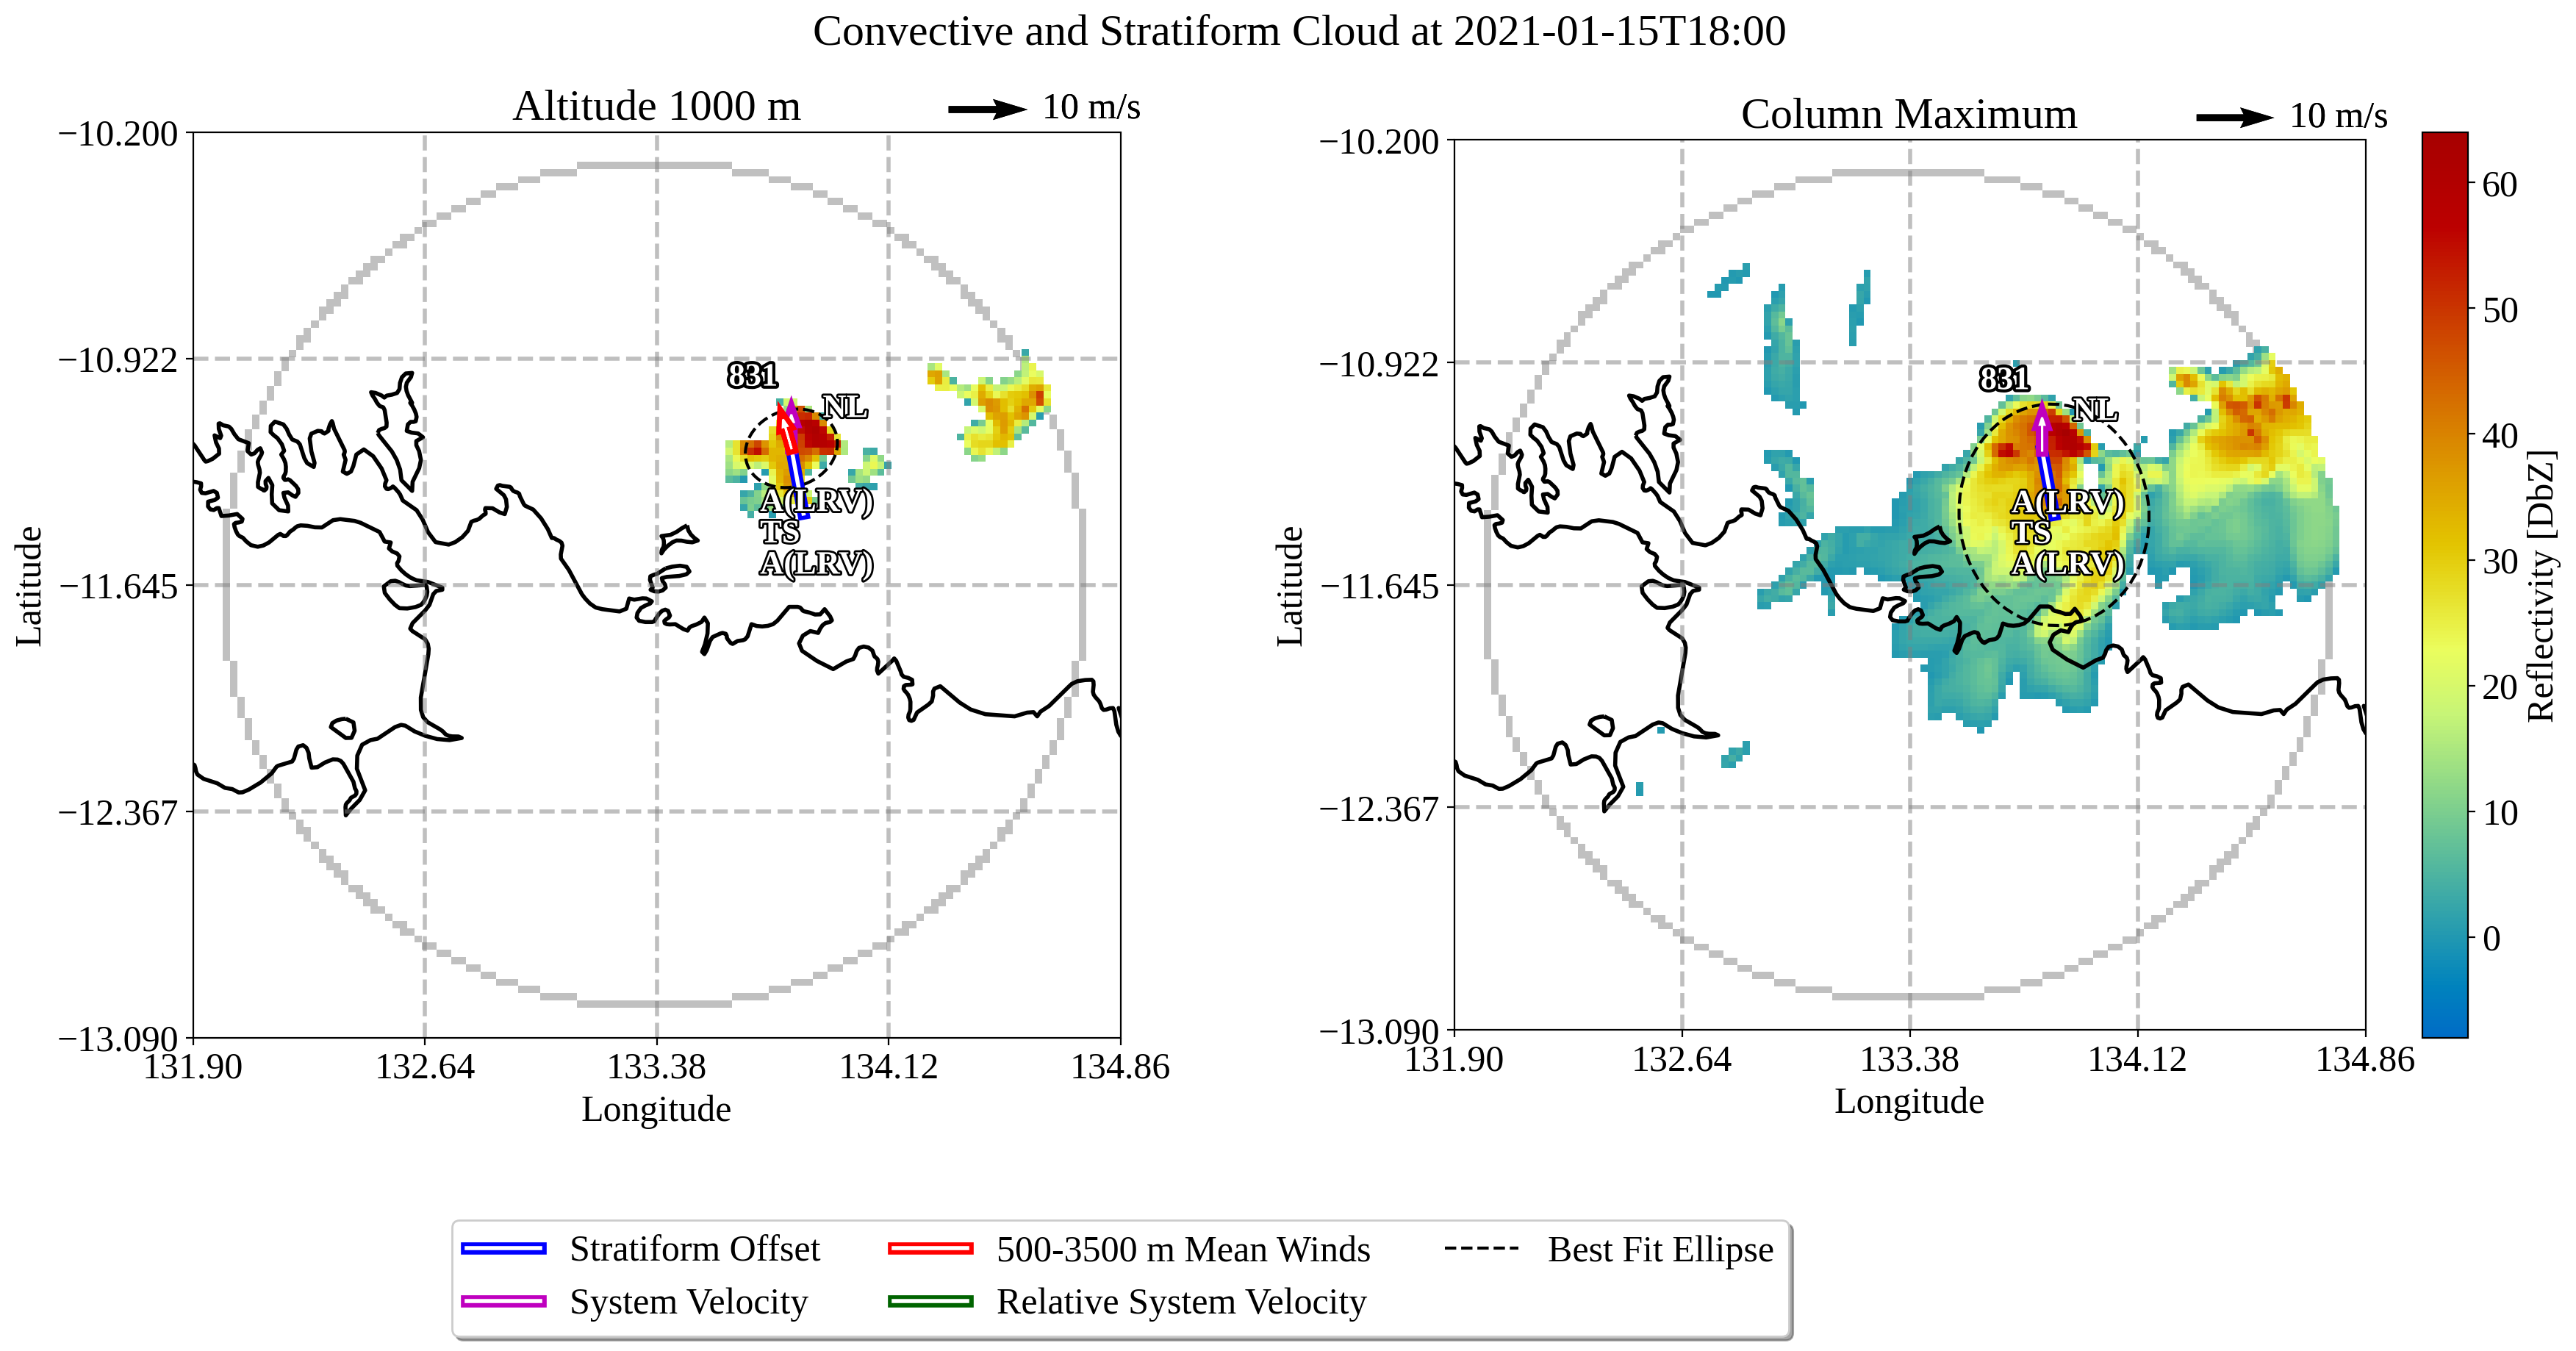 Convective and Stratiform Cloud at 2021-01-15T18:00
Altitude 1000 m
10 m/s
−10.200
−10.922
−11.645
−12.367
−13.090
Latitude
831
NL
A(LRV)
TS
A(LRV)
131.90
132.64
133.38
134.12
134.86
Longitude
Column Maximum
10 m/s
−10.200
−10.922
−11.645
−12.367
−13.090
Latitude
831
NL
A(LRV)
TS
A(LRV)
131.90
132.64
133.38
134.12
134.86
Longitude
60
50
40
30
20
10
0
Reflectivity [DbZ]
Stratiform Offset
System Velocity
500-3500 m Mean Winds
Relative System Velocity
Best Fit Ellipse